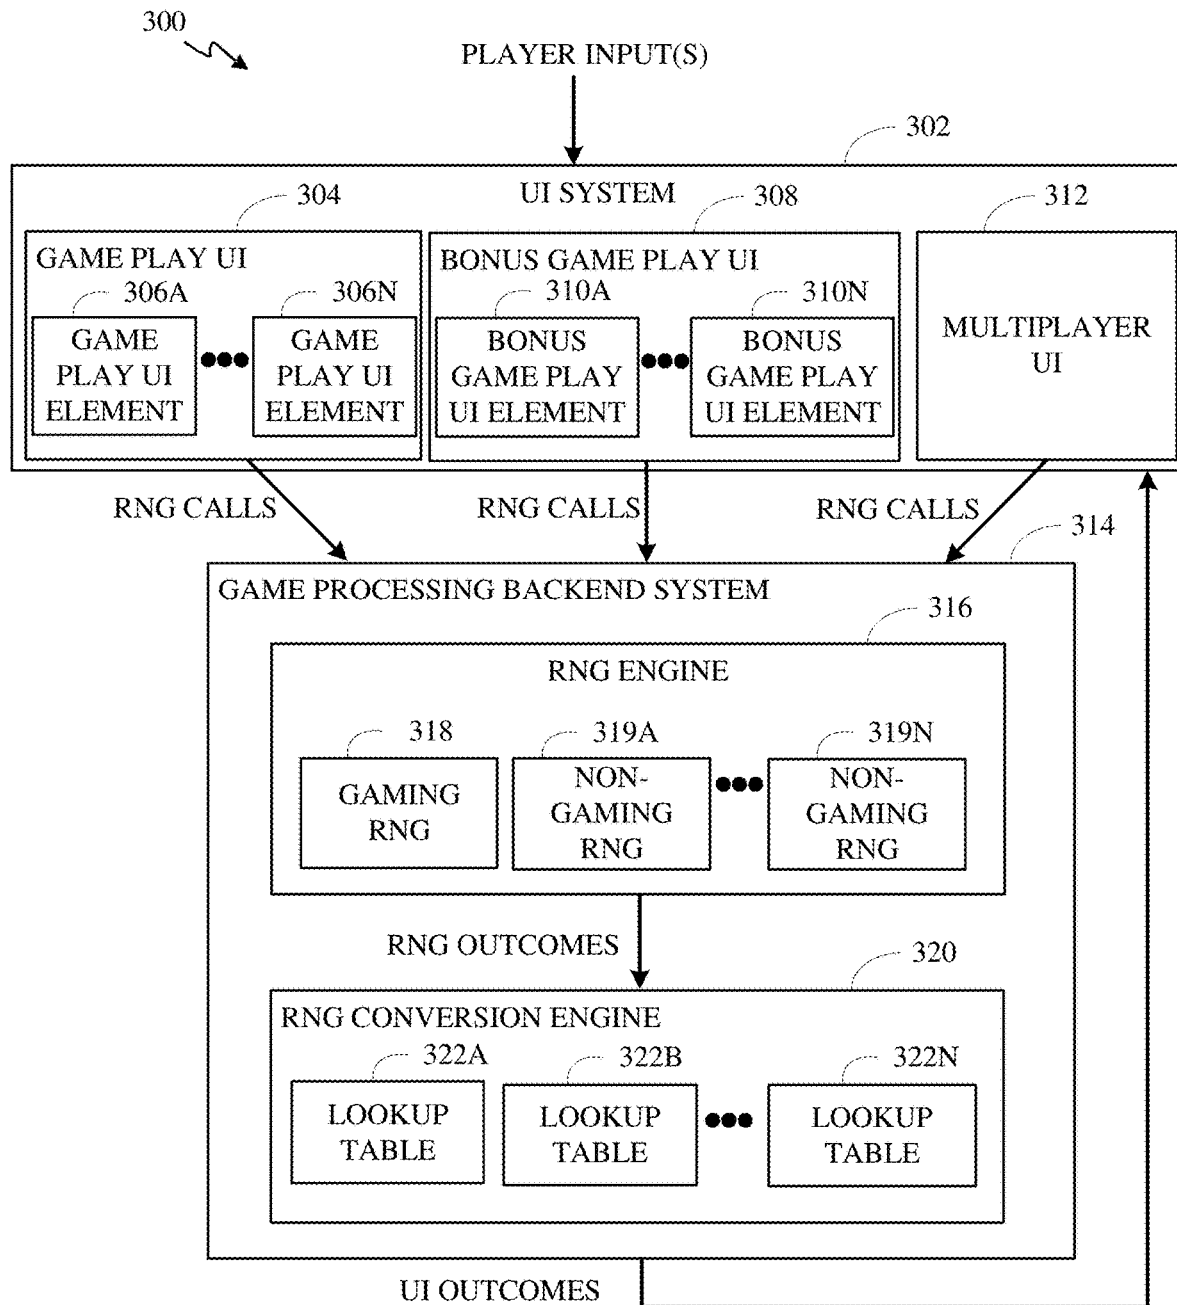 300
PLAYER INPUT(S)
302
UI SYSTEM
304
308
312
GAME PLAY UI
306A
306N
GAME
PLAY UI
ELEMENT
GAME
PLAY UI
ELEMENT
BONUS GAME PLAY UI
310A
310N
BONUS
GAME PLAY
UI ELEMENT
BONUS
GAME PLAY
UI ELEMENT
MULTIPLAYER
UI
RNG CALLS
RNG CALLS
RNG CALLS
314
GAME PROCESSING BACKEND SYSTEM
316
RNG ENGINE
318
319A
319N
GAMING
RNG
NON-
GAMING
RNG
NON-
GAMING
RNG
RNG OUTCOMES
320
RNG CONVERSION ENGINE
322A
322B
322N
LOOKUP
TABLE
LOOKUP
TABLE
LOOKUP
TABLE
UI OUTCOMES